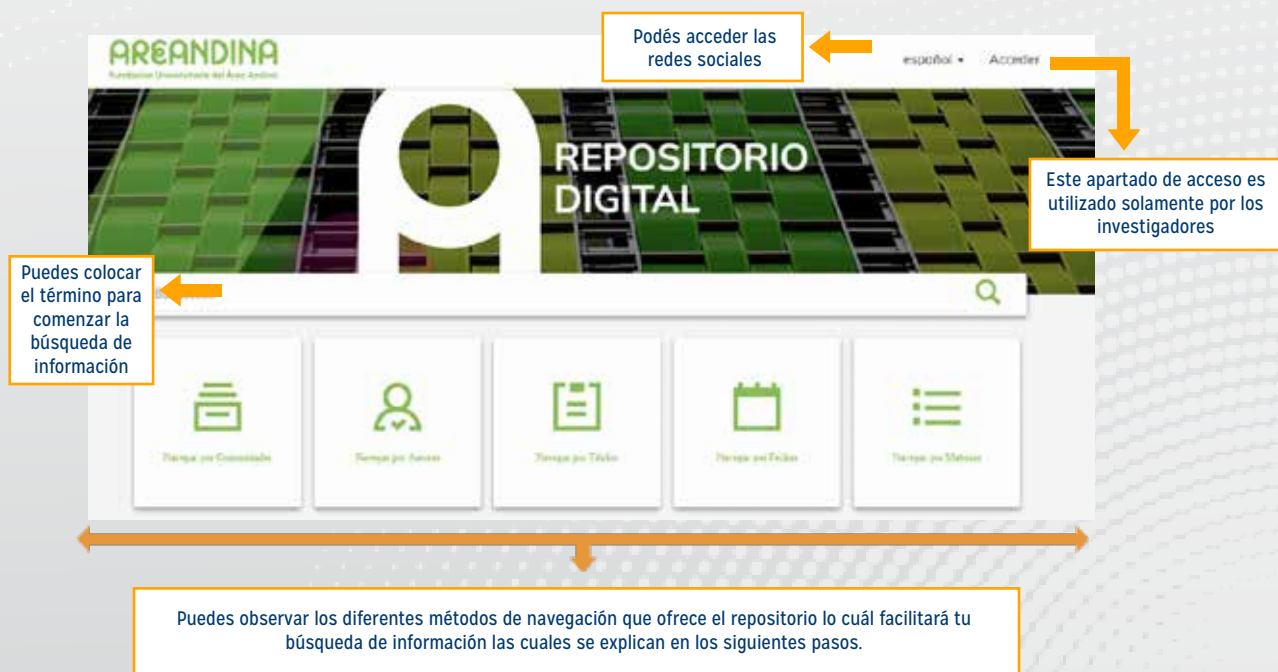 AREANDINA
Fundación Universitaria del Área Andina
Podés acceder las
redes sociales
español
Acceder
REPOSITORIO
DIGITAL
Este apartado de acceso es
utilizado solamente por los
investigadores
Puedes colocar
el término para
comenzar la
búsqueda de
información
Navegar por Comunidades
Navegar por Autores
Navegar por Títulos
Navegar por Fechas
Navegar por Materias
Puedes observar los diferentes métodos de navegación que ofrece el repositorio lo cuál facilitará tu
búsqueda de información las cuales se explican en los siguientes pasos.